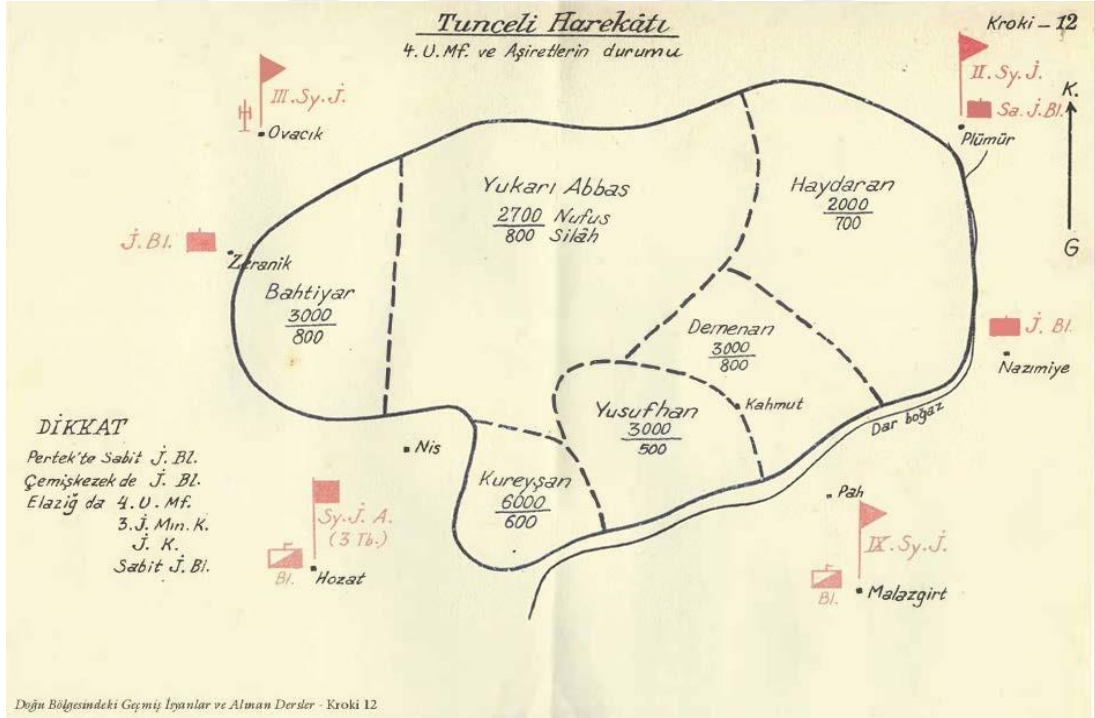 Tunceli Harekâtı
4.U.Mf. ve Aşiretlerin durumu
Kroki - 12
III.Sy.J.
Ovacık
II.Sy.J.
Sa.J.Bl.
Plümür
K.
G
Yukarı Abbas
2700 Nufus
800 Silâh
Haydaran
2000
700
J.Bl.
Zeranik
Bahtiyar
3000
800
Demenan
3000
800
J.Bl.
Nazımiye
Yusufhan
3000
500
Kahmut
Dar boğaz
Nis
Kureyşan
6000
600
DİKKAT
Pertek'te Sabit J.Bl.
Çemişkezek de J.Bl.
Elazığ da 4.U.Mf.
3.J.Mın.K.
J.K.
Sabit J.Bl.
Sy.J.A.
(3 Tb.)
Bl.
Hozat
Pah
IX.Sy.J.
Bl.
Malazgirt
Doğu Bölgesindeki Geçmiş İsyanlar ve Alınan Dersler - Kroki 12